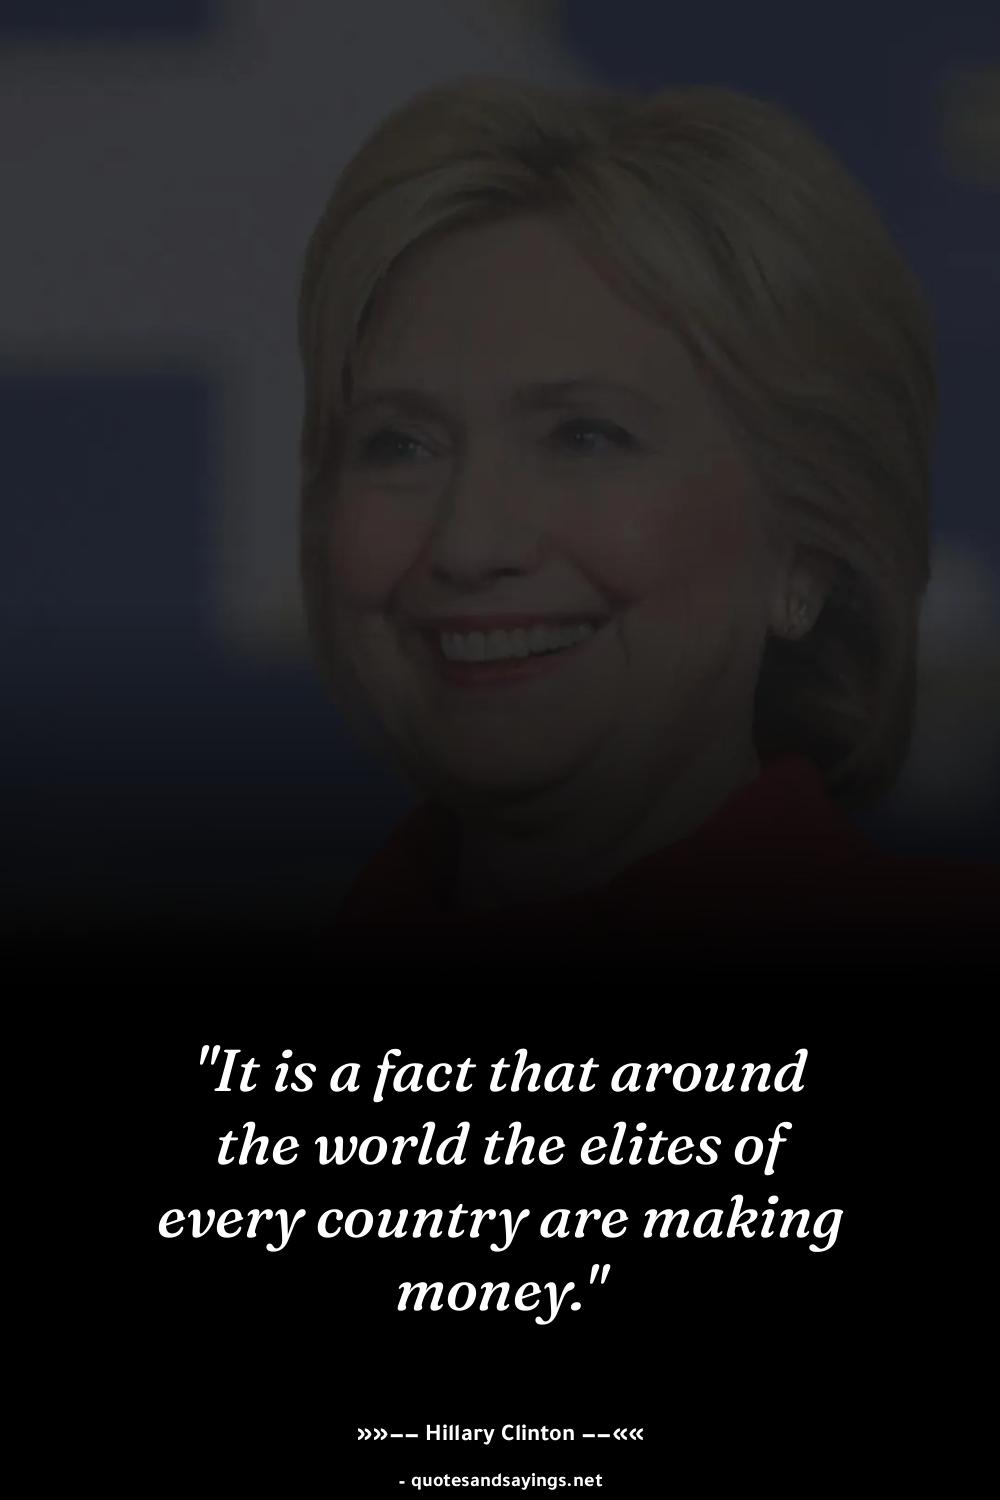 "It is a fact that around
the world the elites of
every country are making
money."
»»−− Hillary Clinton −−««
- quotesandsayings.net